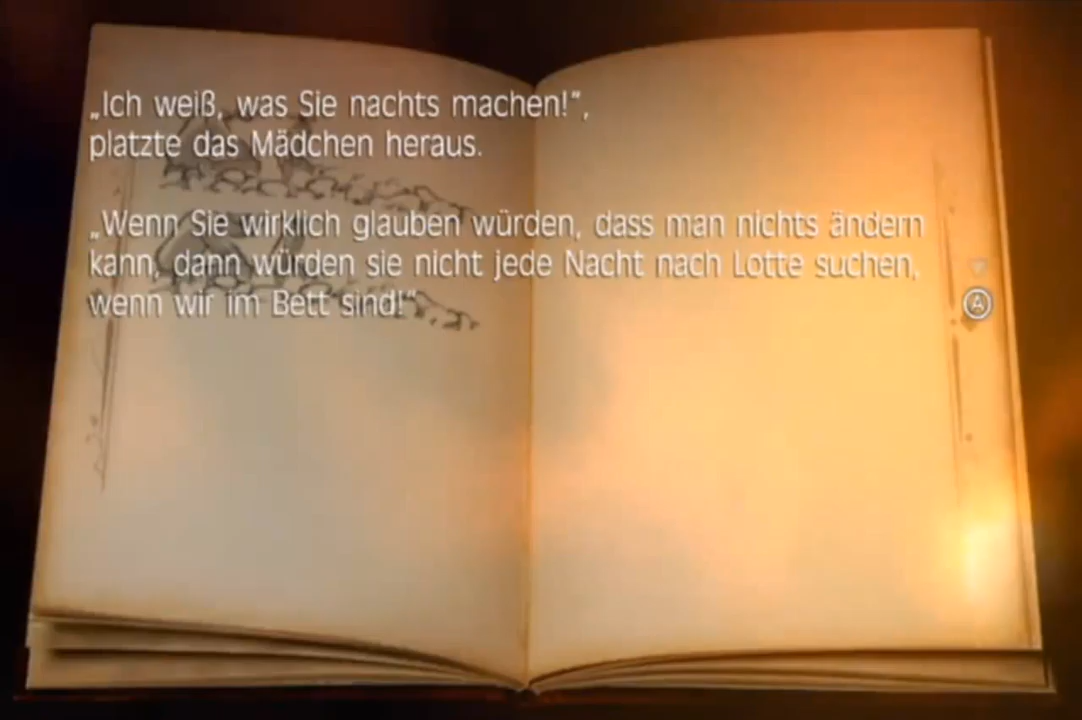 „Ich weiß, was Sie nachts machen!“,
platzte das Mädchen heraus.
„Wenn Sie wirklich glauben würden, dass man nichts ändern
kann, dann würden sie nicht jede Nacht nach Lotte suchen,
wenn wir im Bett sind!“
A